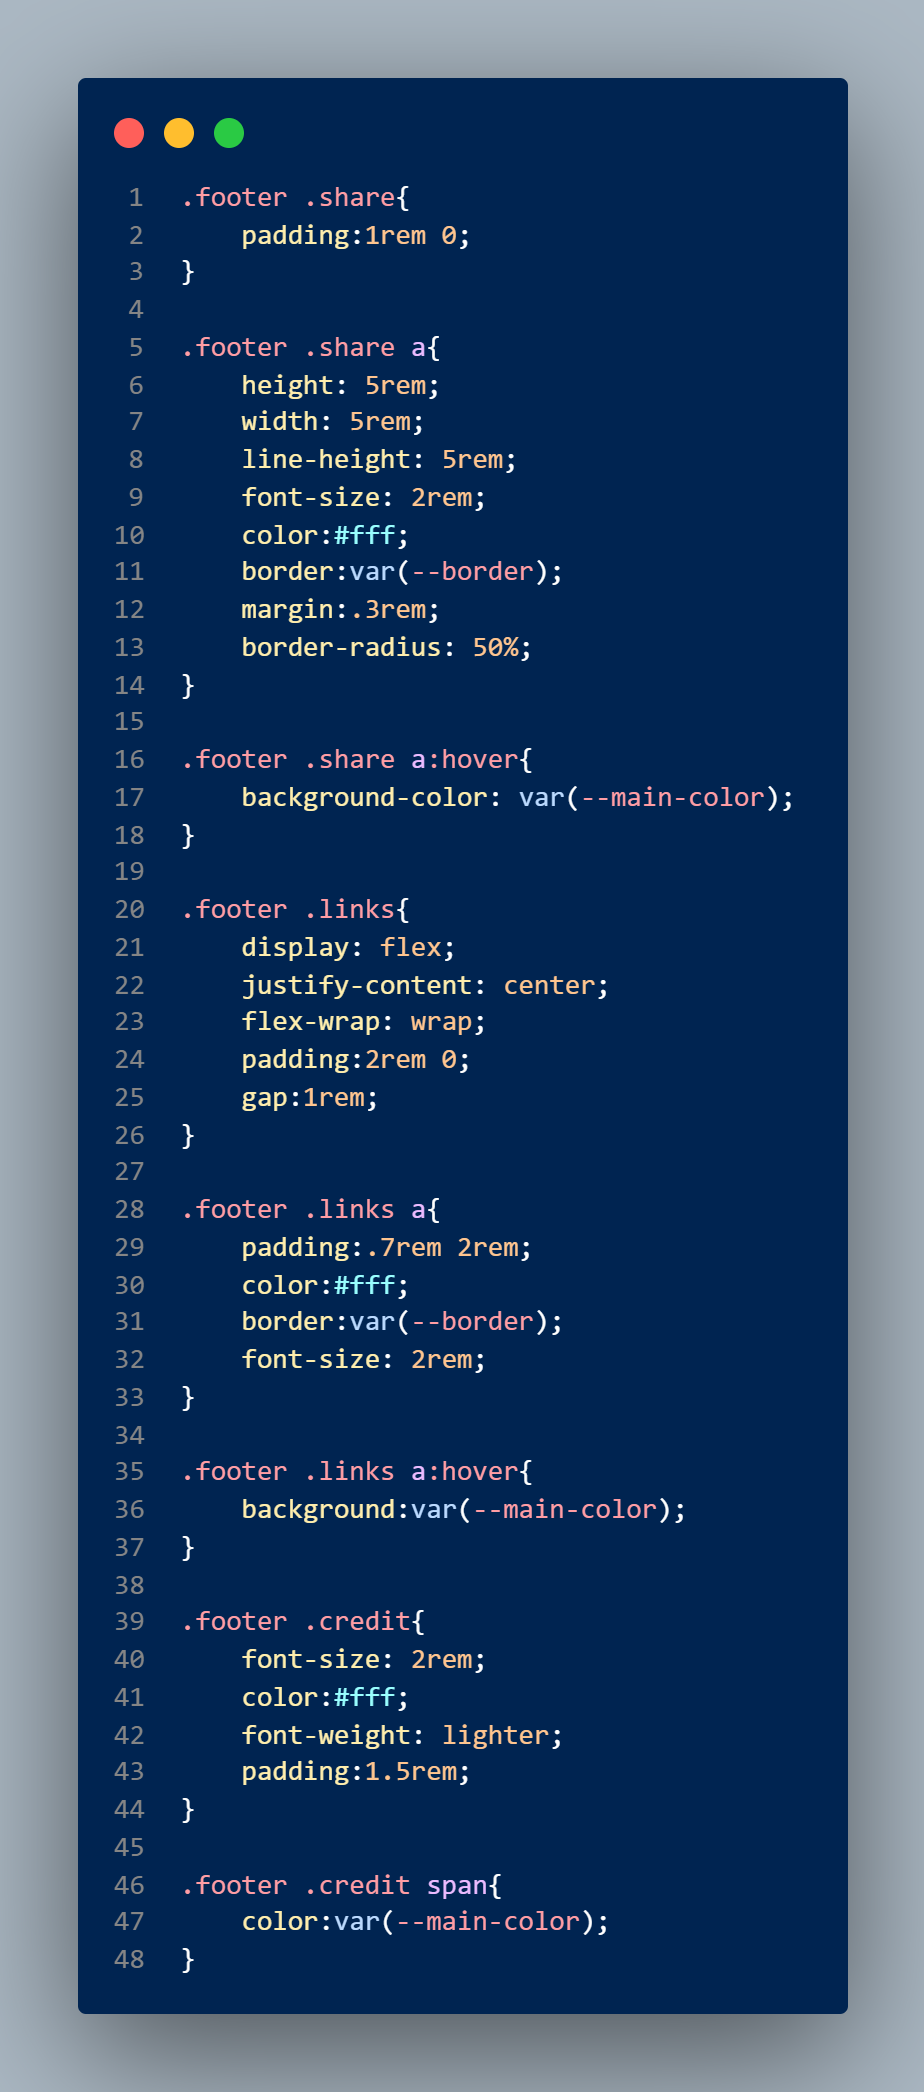 1 .footer .share{
2     padding:1rem 0;
3 }
4
5 .footer .share a{
6     height: 5rem;
7     width: 5rem;
8     line-height: 5rem;
9     font-size: 2rem;
10     color:#fff;
11     border:var(--border);
12     margin:.3rem;
13     border-radius: 50%;
14 }
15
16 .footer .share a:hover{
17     background-color: var(--main-color);
18 }
19
20 .footer .links{
21     display: flex;
22     justify-content: center;
23     flex-wrap: wrap;
24     padding:2rem 0;
25     gap:1rem;
26 }
27
28 .footer .links a{
29     padding:.7rem 2rem;
30     color:#fff;
31     border:var(--border);
32     font-size: 2rem;
33 }
34
35 .footer .links a:hover{
36     background:var(--main-color);
37 }
38
39 .footer .credit{
40     font-size: 2rem;
41     color:#fff;
42     font-weight: lighter;
43     padding:1.5rem;
44 }
45
46 .footer .credit span{
47     color:var(--main-color);
48 }